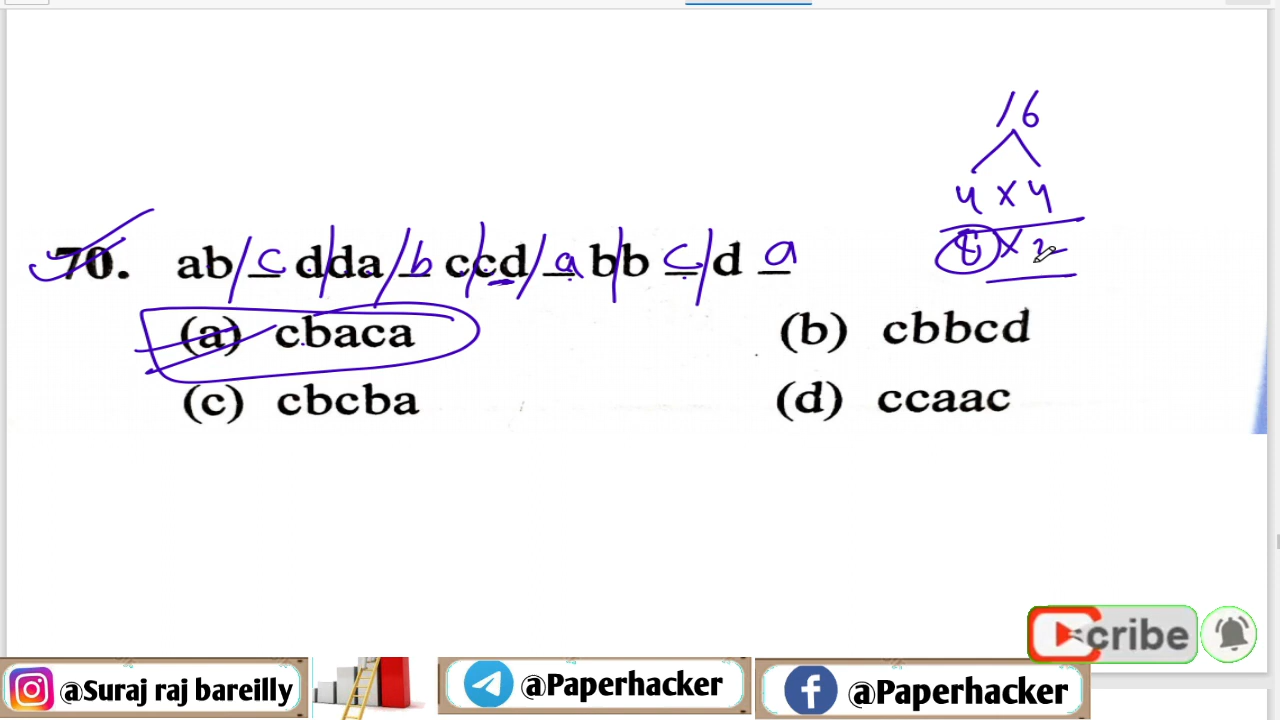 16
4 x 4
8 x 2
70. ab c dda b ccd a bb c d a
(a) cbaca (b) cbbcd
(c) cbcba (d) ccaac
cribe
@Suraj raj bareilly @Paperhacker @Paperhacker